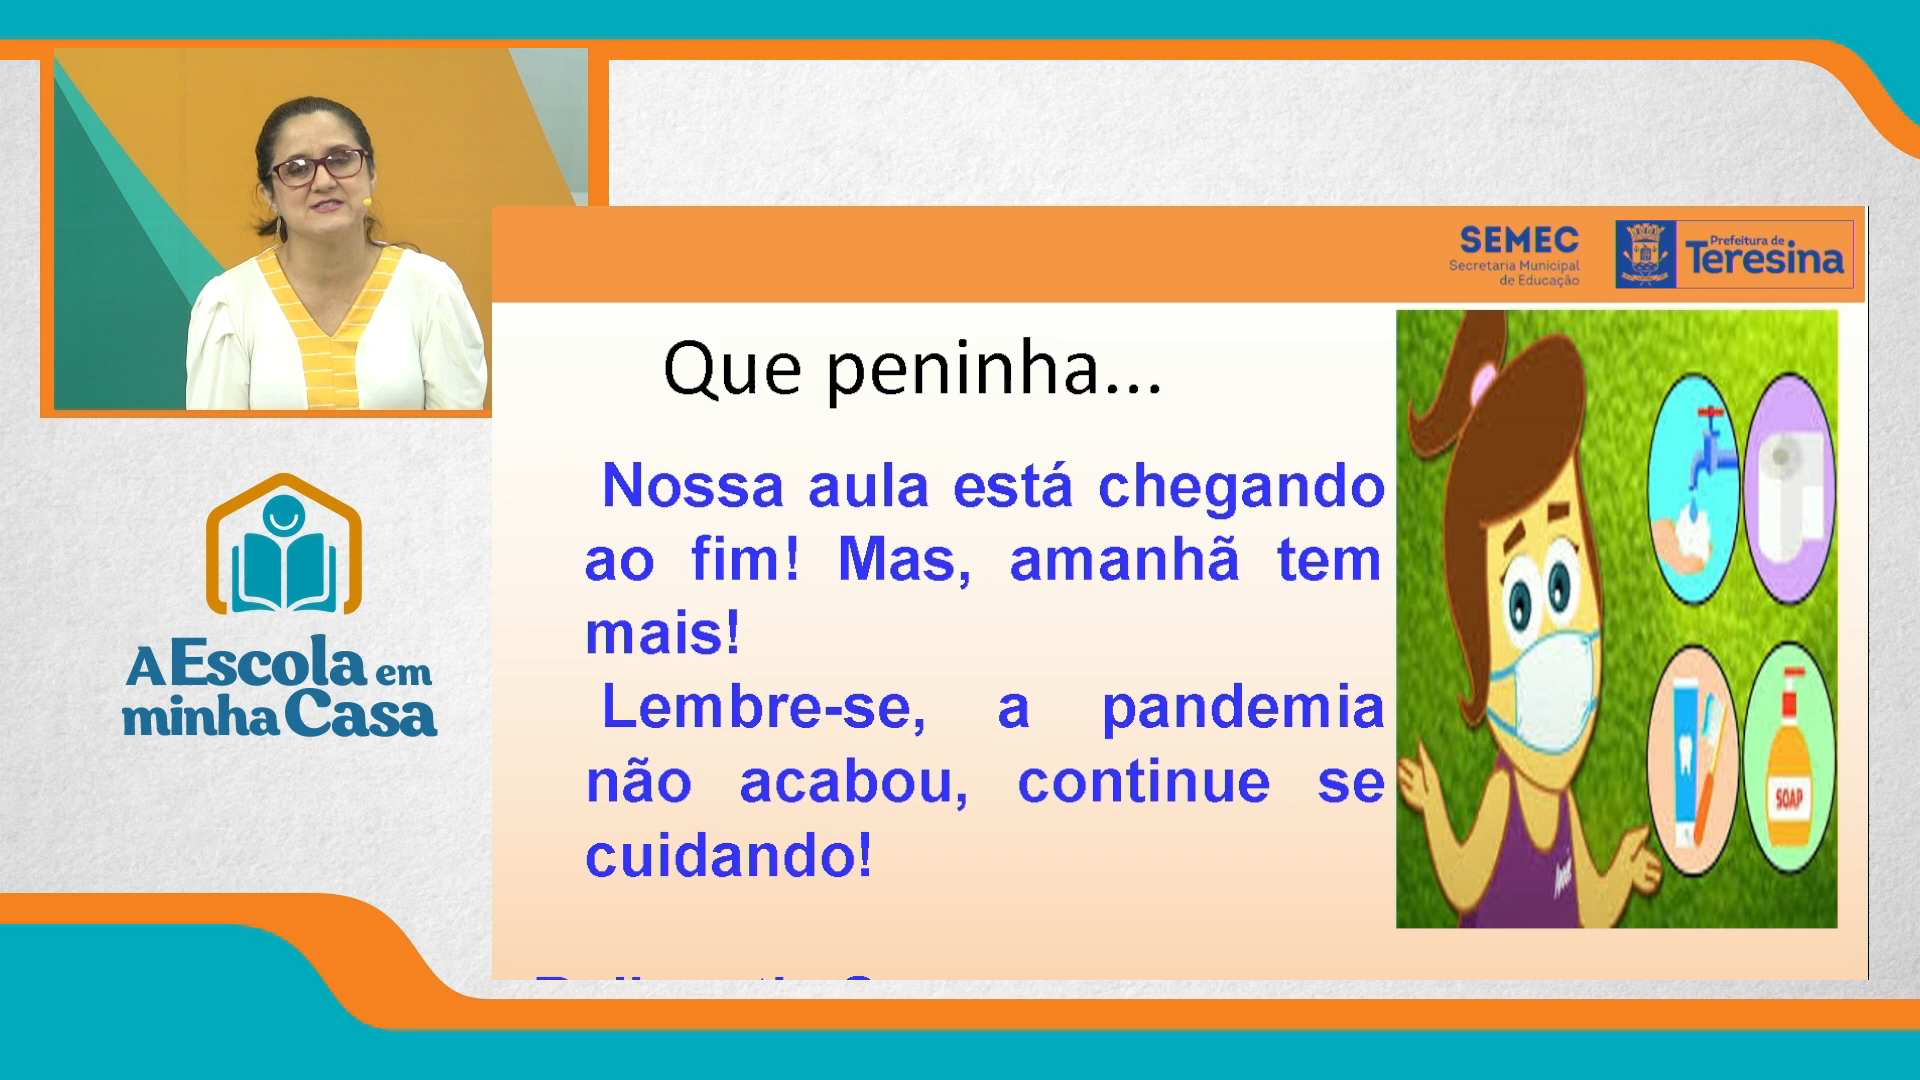 SEMEC
Secretaria Municipal
de Educação
Prefeitura de
Teresina
Que peninha...
Nossa aula está chegando
ao fim! Mas, amanhã tem
mais!
Lembre-se, a pandemia
não acabou, continue se
cuidando!
SOAP
A Escola em
minha Casa